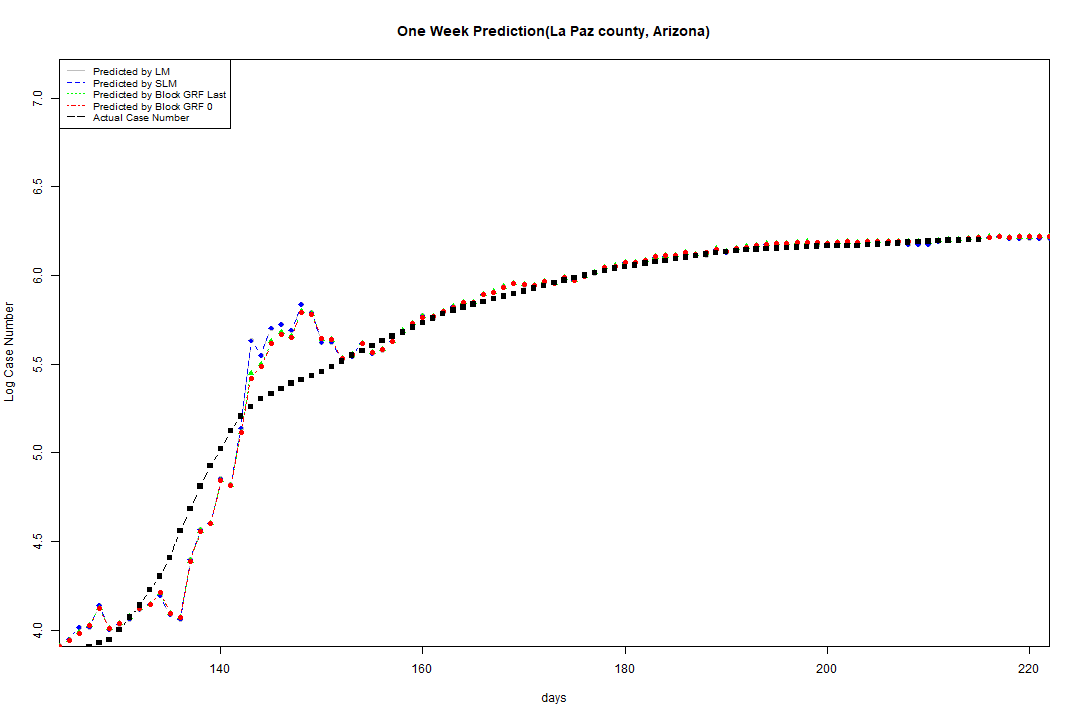 One Week Prediction(La Paz county, Arizona)
Predicted by LM
Predicted by SLM
Predicted by Block GRF Last
Predicted by Block GRF 0
Actual Case Number
7.0
6.5
6.0
5.5
5.0
4.5
4.0
Log Case Number
140 160 180 200 220
days